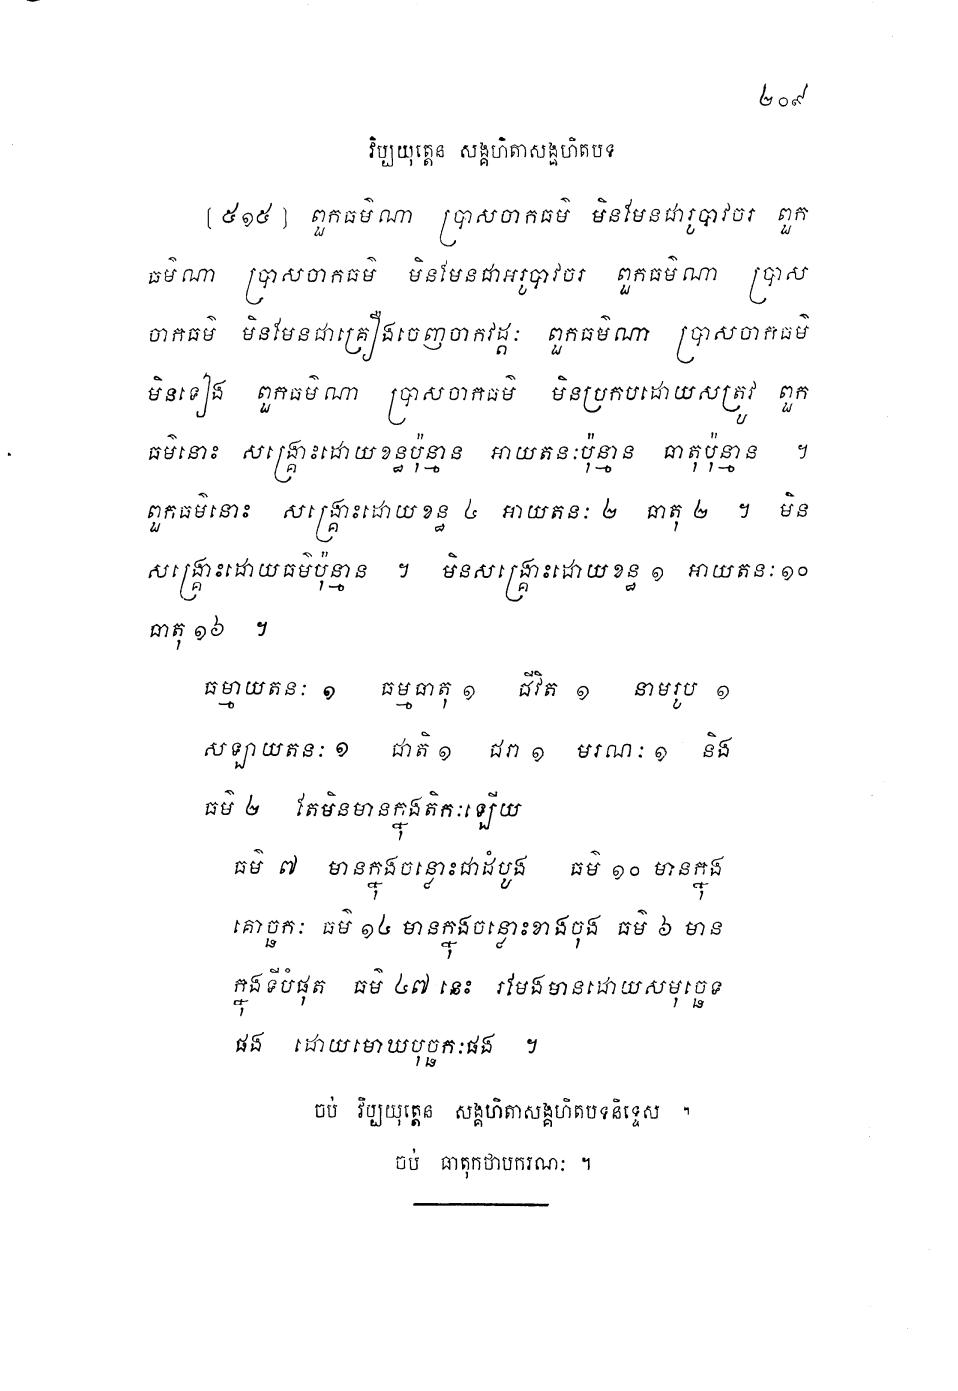 ២០៩
វិប្បយុត្តេន សង្គហិតាសង្គហិតបទ
[៥១៥] ពួកធម៌ណា ប្រាសចាកធម៌ មិនមែនជារូបាវចរ ពួក
ធម៌ណា ប្រាសចាកធម៌ មិនមែនជាអរូបាវចរ ពួកធម៌ណា ប្រាស
ចាកធម៌ មិនមែនជាគ្រឿងចេញចាកវដ្តៈ ពួកធម៌ណា ប្រាសចាកធម៌
មិនទៀង ពួកធម៌ណា ប្រាសចាកធម៌ មិនប្រកបដោយសត្រូវ ពួក
ធម៌នោះ សង្គ្រោះដោយខន្ធប៉ុន្មាន អាយតនៈប៉ុន្មាន ធាតុប៉ុន្មាន ។
ពួកធម៌នោះ សង្គ្រោះដោយខន្ធ ៤ អាយតនៈ ២ ធាតុ ២ ។ មិន
សង្គ្រោះដោយធម៌ប៉ុន្មាន ។ មិនសង្គ្រោះដោយខន្ធ ១ អាយតនៈ ១០
ធាតុ ១៦ ។
ធម្មាយតនៈ ១ ធម្មធាតុ ១ ជីវិត ១ នាមរូប ១
សឡាយតនៈ ១ ជាតិ ១ ជរា ១ មរណៈ ១ និង
ធម៌ ២ តែមិនមានក្នុងតិកៈឡើយ
ធម៌ ៧ មានក្នុងចន្លោះជាដំបូង ធម៌ ១០ មានក្នុង
គោច្ឆកៈ ធម៌ ១៤ មានក្នុងចន្លោះខាងចុង ធម៌ ៦ មាន
ក្នុងទីបំផុត ធម៌ ៤៧ នេះ រមែងមានដោយសមុច្ឆេទ
ផង ដោយមោឃបុច្ឆកៈផង ។
ចប់ វិប្បយុត្តេន សង្គហិតាសង្គហិតបទនិទ្ទេស ។
ចប់ ធាតុកថាបករណៈ ។